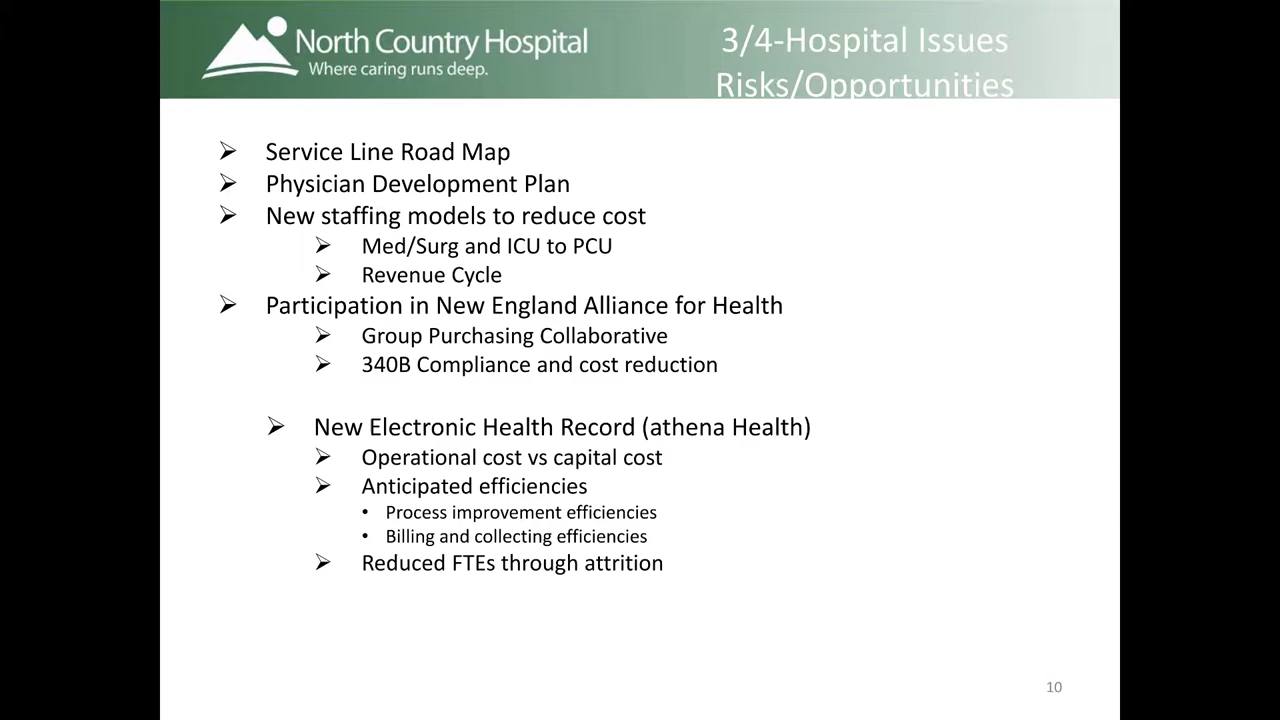 North Country Hospital
Where caring runs deep.
3/4-Hospital Issues
Risks/Opportunities
Service Line Road Map
Physician Development Plan
New staffing models to reduce cost
Med/Surg and ICU to PCU
Revenue Cycle
Participation in New England Alliance for Health
Group Purchasing Collaborative
340B Compliance and cost reduction
New Electronic Health Record (athena Health)
Operational cost vs capital cost
Anticipated efficiencies
Process improvement efficiencies
Billing and collecting efficiencies
Reduced FTEs through attrition
10